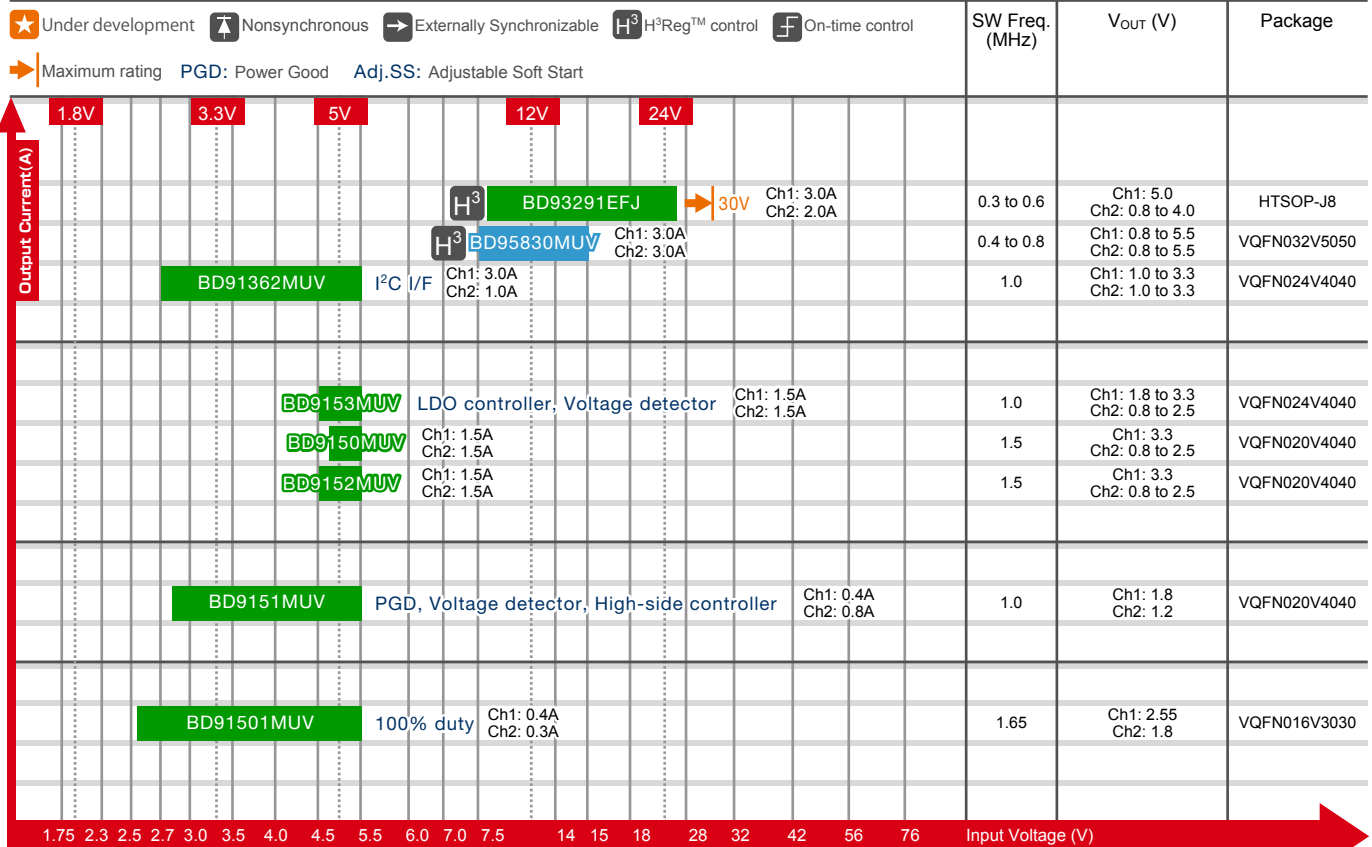 Under development Nonsynchronous Externally Synchronizable H³ H³Reg™ control On-time control SW Freq. (MHz) VOUT (V) Package
Maximum rating PGD: Power Good Adj.SS: Adjustable Soft Start
1.8V 3.3V 5V 12V 24V
Output Current(A)
H³ BD93291EFJ 30V Ch1: 3.0A Ch2: 2.0A 0.3 to 0.6 Ch1: 5.0 Ch2: 0.8 to 4.0 HTSOP-J8
H³ BD95830MUV Ch1: 3.0A Ch2: 3.0A 0.4 to 0.8 Ch1: 0.8 to 5.5 Ch2: 0.8 to 5.5 VQFN032V5050
BD91362MUV I²C I/F Ch1: 3.0A Ch2: 1.0A 1.0 Ch1: 1.0 to 3.3 Ch2: 1.0 to 3.3 VQFN024V4040
BD9153MUV LDO controller, Voltage detector Ch1: 1.5A Ch2: 1.5A 1.0 Ch1: 1.8 to 3.3 Ch2: 0.8 to 2.5 VQFN024V4040
BD9150MUV Ch1: 1.5A Ch2: 1.5A 1.5 Ch1: 3.3 Ch2: 0.8 to 2.5 VQFN020V4040
BD9152MUV Ch1: 1.5A Ch2: 1.5A 1.5 Ch1: 3.3 Ch2: 0.8 to 2.5 VQFN020V4040
BD9151MUV PGD, Voltage detector, High-side controller Ch1: 0.4A Ch2: 0.8A 1.0 Ch1: 1.8 Ch2: 1.2 VQFN020V4040
BD91501MUV 100% duty Ch1: 0.4A Ch2: 0.3A 1.65 Ch1: 2.55 Ch2: 1.8 VQFN016V3030
1.75 2.3 2.5 2.7 3.0 3.5 4.0 4.5 5.5 6.0 7.0 7.5 14 15 18 28 32 42 56 76 Input Voltage (V)